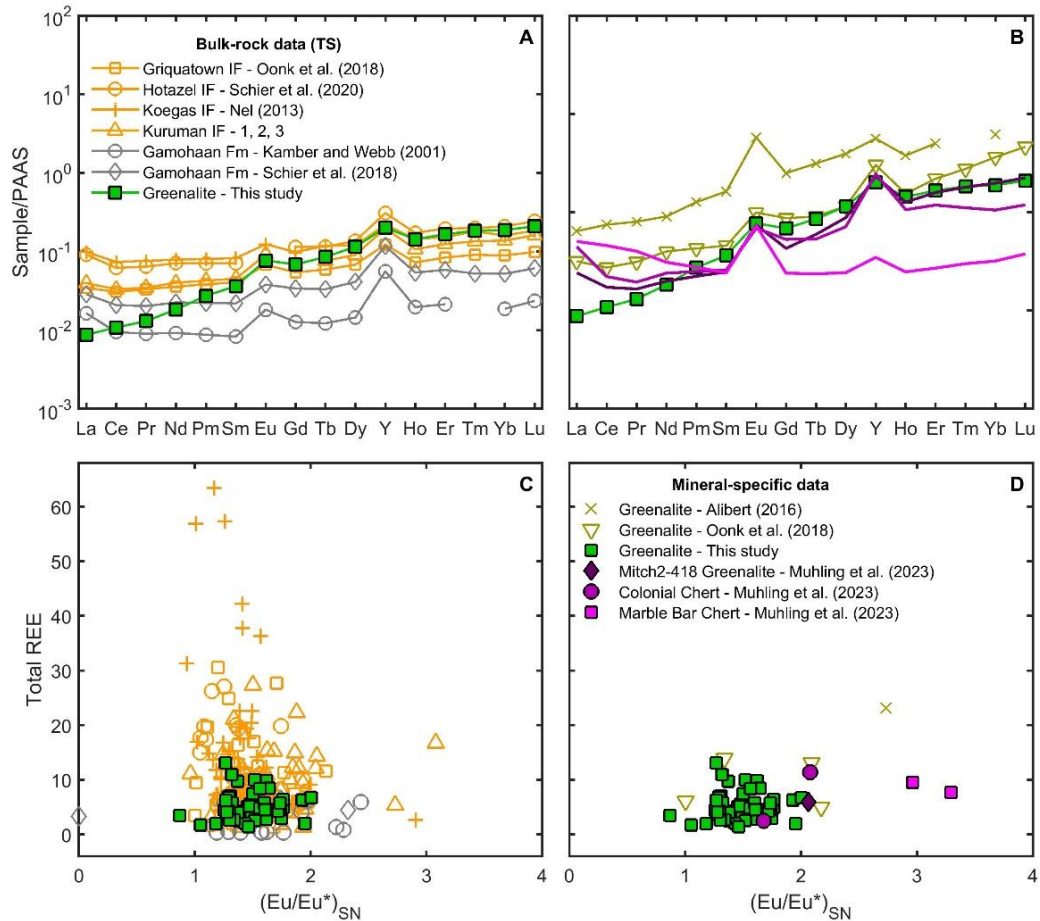 A
Bulk-rock data (TS)
Griquatown IF - Oonk et al. (2018)
Hotazel IF - Schier et al. (2020)
Koegas IF - Nel (2013)
Kuruman IF - 1, 2, 3
Gamohaan Fm - Kamber and Webb (2001)
Gamohaan Fm - Schier et al. (2018)
Greenalite - This study
Sample/PAAS
10²
10¹
10⁰
10⁻¹
10⁻²
10⁻³
La Ce Pr Nd Pm Sm Eu Gd Tb Dy Y Ho Er Tm Yb Lu
B
La Ce Pr Nd Pm Sm Eu Gd Tb Dy Y Ho Er Tm Yb Lu
C
Total REE
60
50
40
30
20
10
0
0 1 2 3 4
(Eu/Eu*)SN
D
Mineral-specific data
Greenalite - Alibert (2016)
Greenalite - Oonk et al. (2018)
Greenalite - This study
Mitch2-418 Greenalite - Muhling et al. (2023)
Colonial Chert - Muhling et al. (2023)
Marble Bar Chert - Muhling et al. (2023)
0 1 2 3 4
(Eu/Eu*)SN